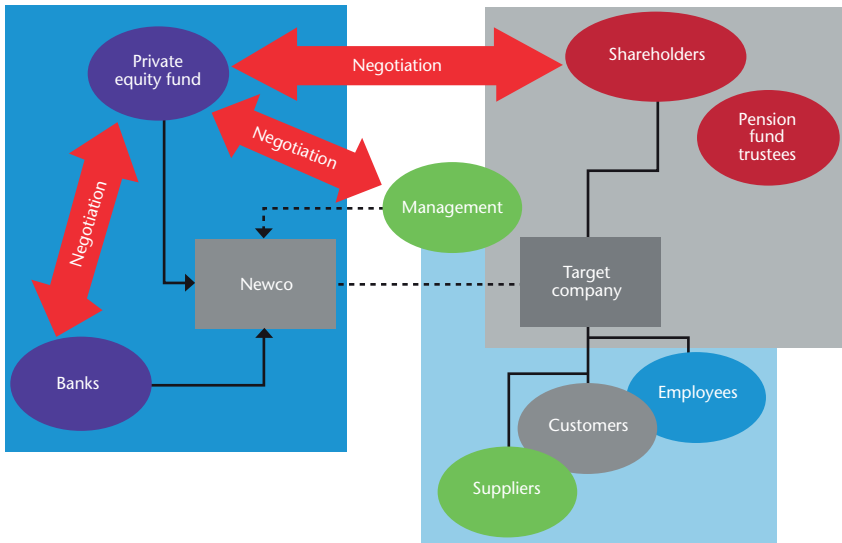 Private
equity fund
Negotiation
Shareholders
Pension
fund
trustees
Negotiation
Negotiation
Management
Newco
Target
company
Banks
Employees
Customers
Suppliers